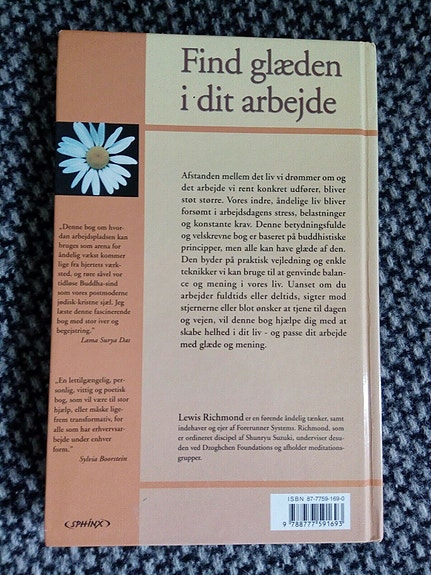 Find glæden
i dit arbejde
Afstanden mellem det liv vi drømmer om og
det arbejde vi rent konkret udfører, bliver
støt større. Vores indre, åndelige liv bliver
forsømt i arbejdsdagens stress, belastninger
og konstante krav. Denne betydningsfulde
og velskrevne bog er baseret på buddhistiske
principper, men alle kan have glæde af den.
Den byder på praktisk vejledning og enkle
teknikker vi kan bruge til at genvinde balan-
ce og mening i vores liv. Uanset om du
arbejder fuldtids eller deltids, sigter mod
stjernerne eller blot ønsker at tjene til dagen
og vejen, vil denne bog hjælpe dig med at
skabe helhed i dit liv - og passe dit arbejde
med glæde og mening.
„Denne bog om hvor-
dan arbejdspladsen kan
bruges som arena for
åndelig vækst kommer
lige fra hjertets værk-
sted, og røre såvel vor
tidløse Buddha-sind
som vores postmoderne
jødisk-kristne sjæl. Jeg
læste denne fascinerende
bog med stor iver og
begejstring."
Lama Surya Das
„En lettilgængelig, per-
sonlig, vittig og poetisk
bog, som vil være til stor
hjælp, eller måske lige-
frem transformativ, for
alle som har erhvervsar-
bejde under enhver
form."
Sylvia Boorstein
Lewis Richmond er en førende åndelig tænker, samt
indehaver og ejer af Forerunner Systems. Richmond, som
er ordineret discipel af Shunryu Suzuki, underviser desu-
den ved Dzoghchen Foundations og afholder meditations-
grupper.
SPHINX
ISBN 87-7759-169-0
9 788777 591693